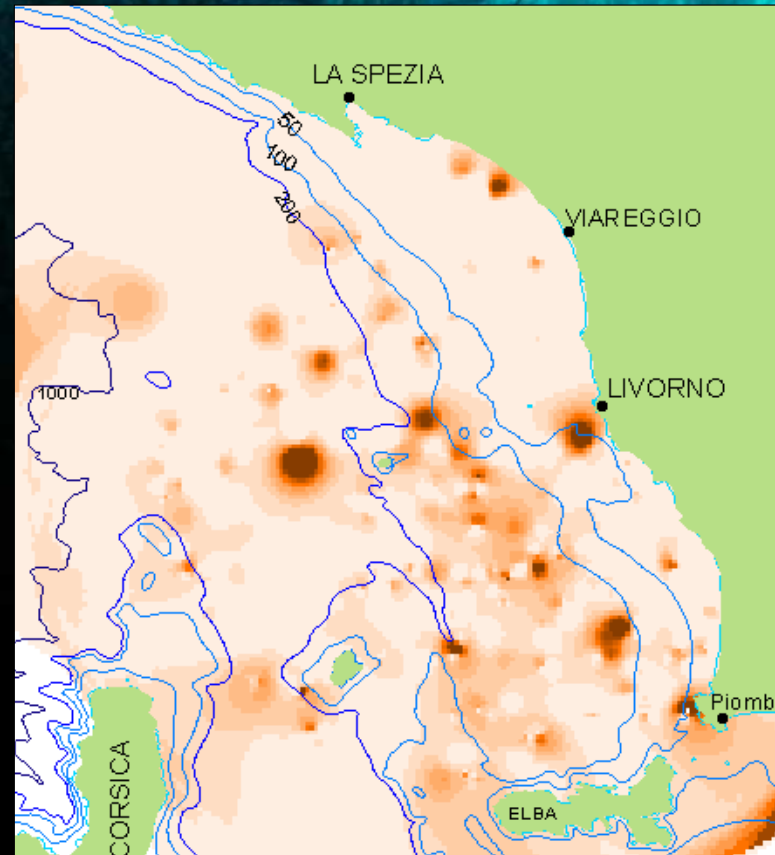 LA SPEZIA
50
100
200
VIAREGGIO
1000
LIVORNO
Piomb
ELBA
CORSICA